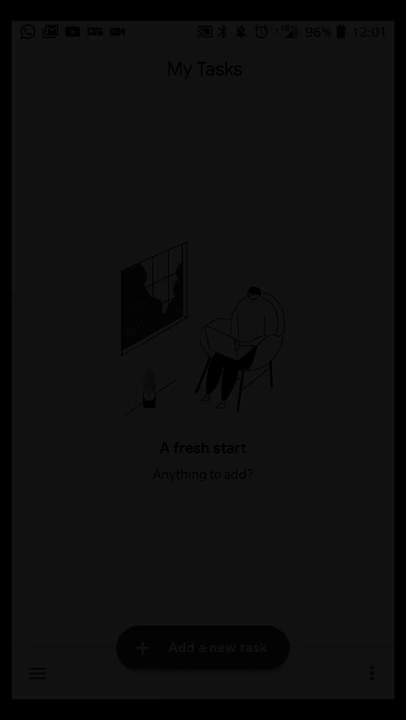 96% 12:01
My Tasks
A fresh start
Anything to add?
Add a new task